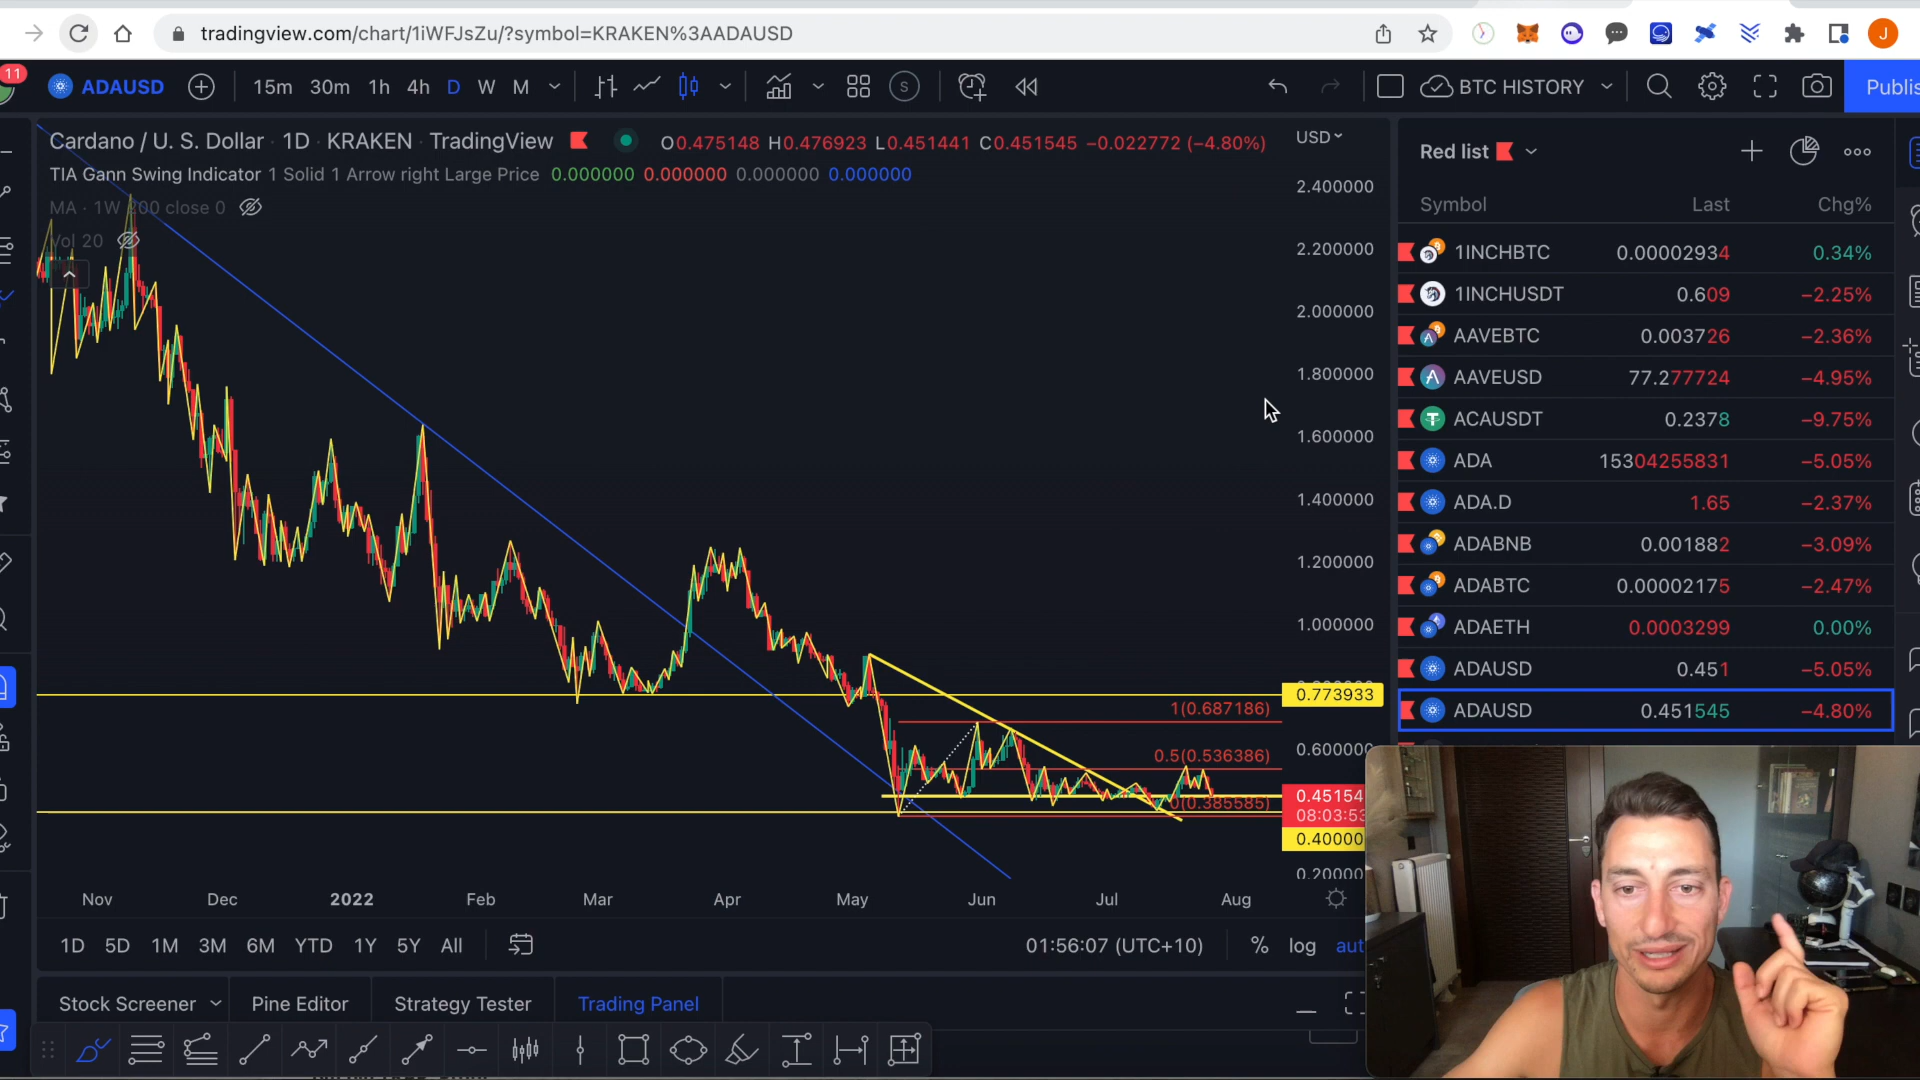 tradingview.com/chart/1iWFJsZu/?symbol=KRAKEN%3AADAUSD
J
11
ADAUSD
15m 30m 1h 4h D W M
S
BTC HISTORY
Cardano / U. S. Dollar · 1D · KRAKEN · TradingView
O0.475148 H0.476923 L0.451441 C0.451545 −0.022772 (−4.80%)
TIA Gann Swing Indicator 1 Solid 1 Arrow right Large Price 0.000000 0.000000 0.000000 0.000000
MA · 1W 200 close 0
Vol 20
USD
2.400000
2.200000
2.000000
1.800000
1.600000
1.400000
1.200000
1.000000
0.773933
1(0.687186)
0.600000
0.5(0.536386)
0.45154
0(0.385585)
08:03:53
0.40000
0.20000
Nov Dec 2022 Feb Mar Apr May Jun Jul Aug
1D 5D 1M 3M 6M YTD 1Y 5Y All
01:56:07 (UTC+10) % log
Stock Screener Pine Editor Strategy Tester Trading Panel
Red list
Symbol Last Chg%
1INCHBTC 0.00002934 0.34%
1INCHUSDT 0.609 −2.25%
AAVEBTC 0.003726 −2.36%
AAVEUSD 77.277724 −4.95%
ACAUSDT 0.2378 −9.75%
ADA 15304255831 −5.05%
ADA.D 1.65 −2.37%
ADABNB 0.001882 −3.09%
ADABTC 0.00002175 −2.47%
ADAETH 0.0003299 0.00%
ADAUSD 0.451 −5.05%
ADAUSD 0.451545 −4.80%